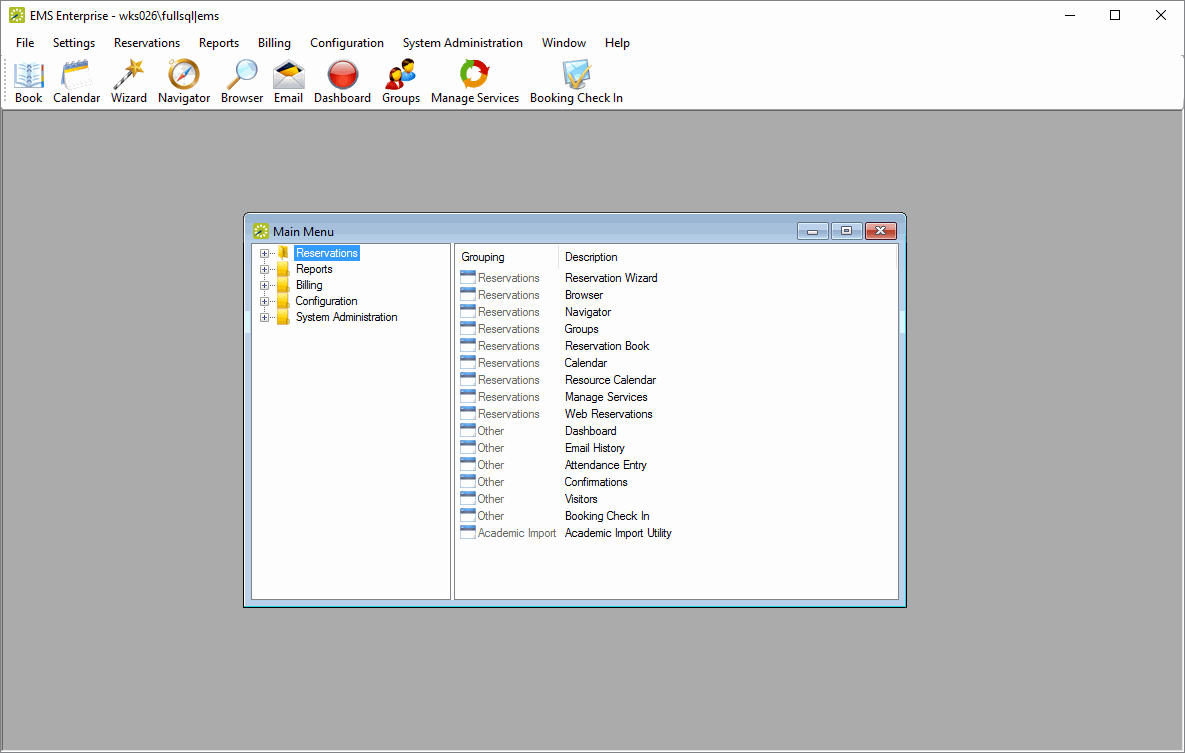 EMS Enterprise - wks026\fullsql|ems
File Settings Reservations Reports Billing Configuration System Administration Window Help
Book Calendar Wizard Navigator Browser Email Dashboard Groups Manage Services Booking Check In
Main Menu
Reservations
Reports
Billing
Configuration
System Administration
Grouping Description
Reservations Reservation Wizard
Reservations Browser
Reservations Navigator
Reservations Groups
Reservations Reservation Book
Reservations Calendar
Reservations Resource Calendar
Reservations Manage Services
Reservations Web Reservations
Other Dashboard
Other Email History
Other Attendance Entry
Other Confirmations
Other Visitors
Other Booking Check In
Academic Import Academic Import Utility